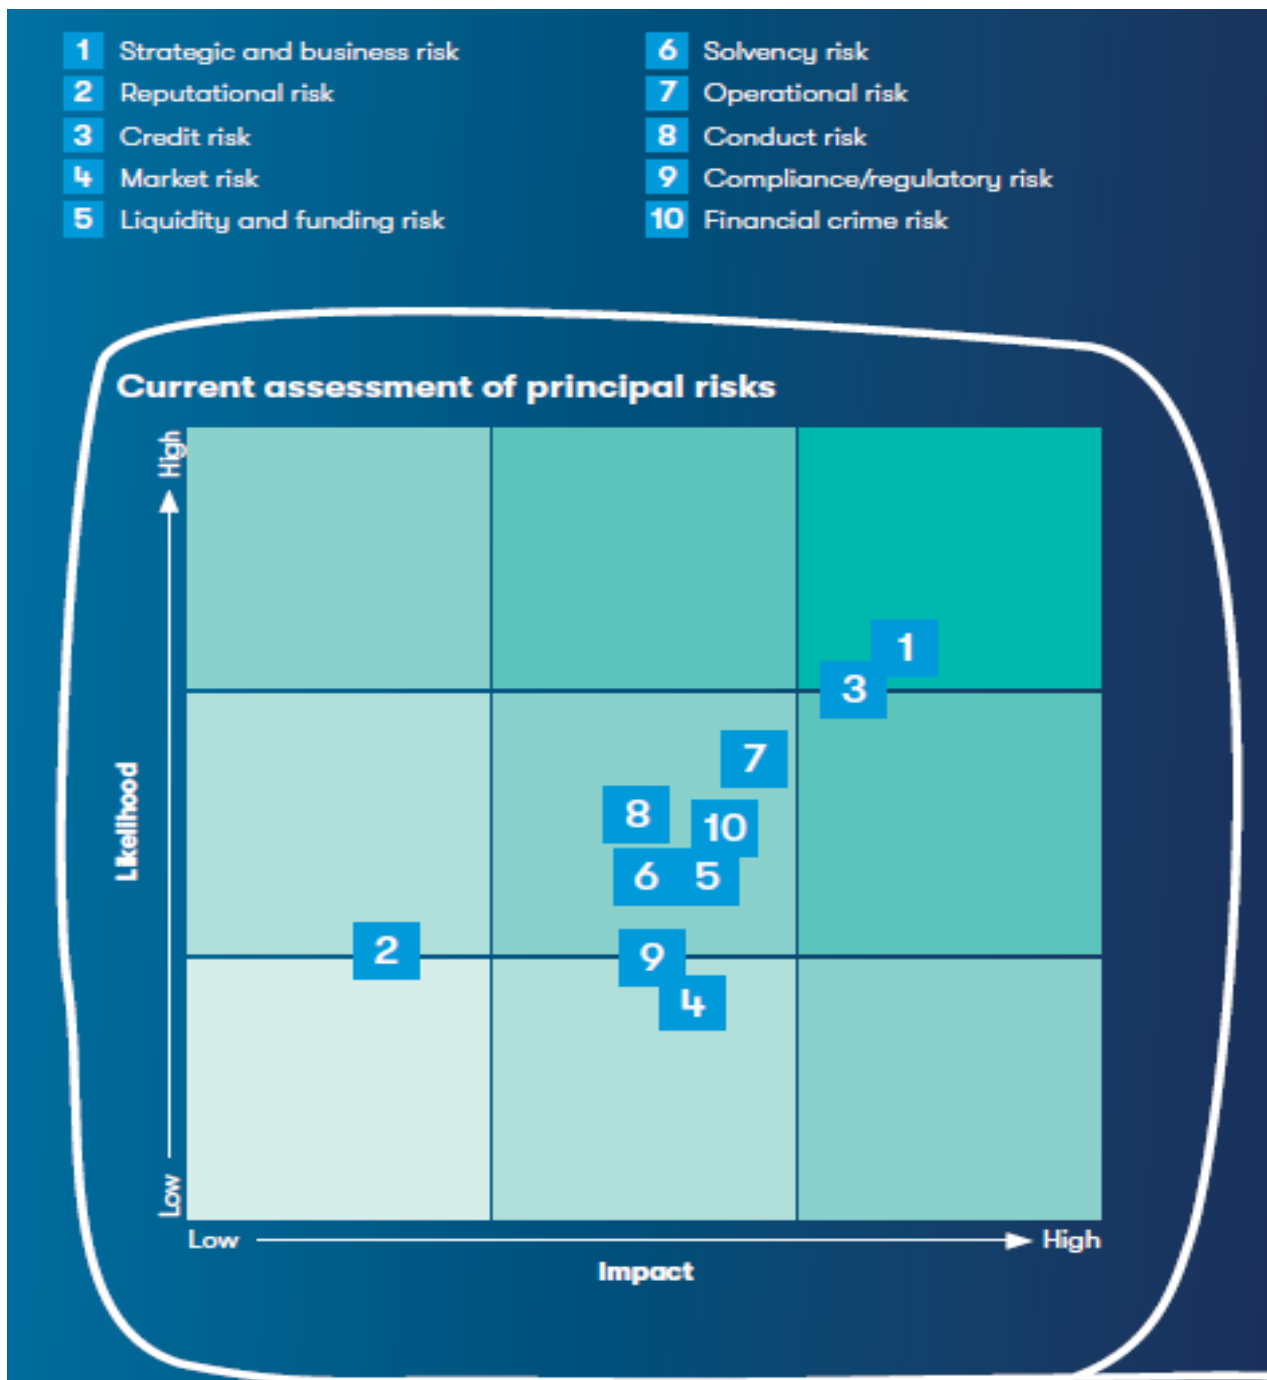 1 Strategic and business risk
2 Reputational risk
3 Credit risk
4 Market risk
5 Liquidity and funding risk
6 Solvency risk
7 Operational risk
8 Conduct risk
9 Compliance/regulatory risk
10 Financial crime risk
Current assessment of principal risks
High
Likelihood
Low
1
3
7
8
10
6
5
2
9
4
Low
High
Impact